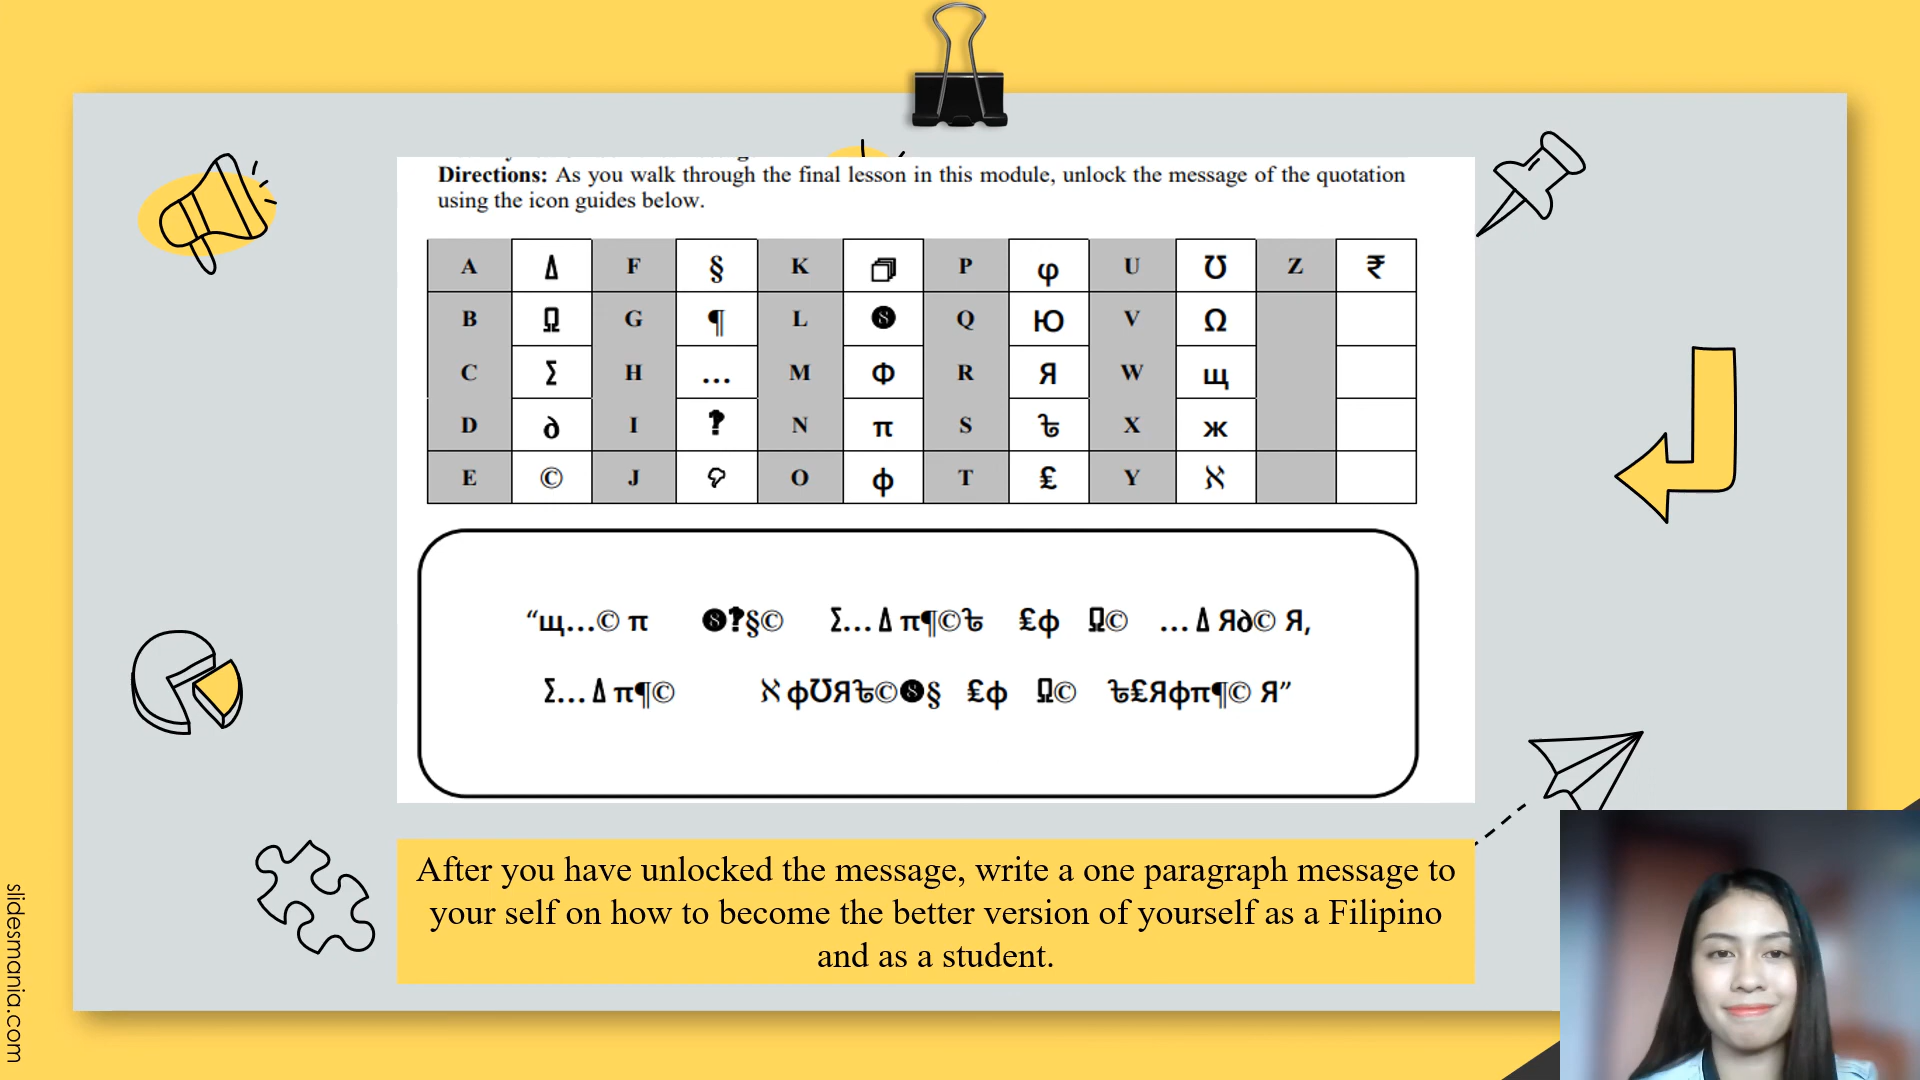 Directions: As you walk through the final lesson in this module, unlock the message of the quotation
using the icon guides below.
A ∆ F § K 🗇 P φ U Ʊ Z ₹
B Ω G ¶ L ❽ Q Ю V Ω
C Σ H … M Ф R Я W щ
D ∂ I ‽ N π S ъ X ж
E © J O ф T £ Y ℵ
“щ…© π ❽‽§© Σ…∆ π¶©ъ £ф Ω© …∆ Я∂© Я,
Σ…∆ π¶© ℵфƱЯъ©❽§ £ф Ω© ъ£Яфπ¶© Я”
After you have unlocked the message, write a one paragraph message to
your self on how to become the better version of yourself as a Filipino
and as a student.
slidesmania.com